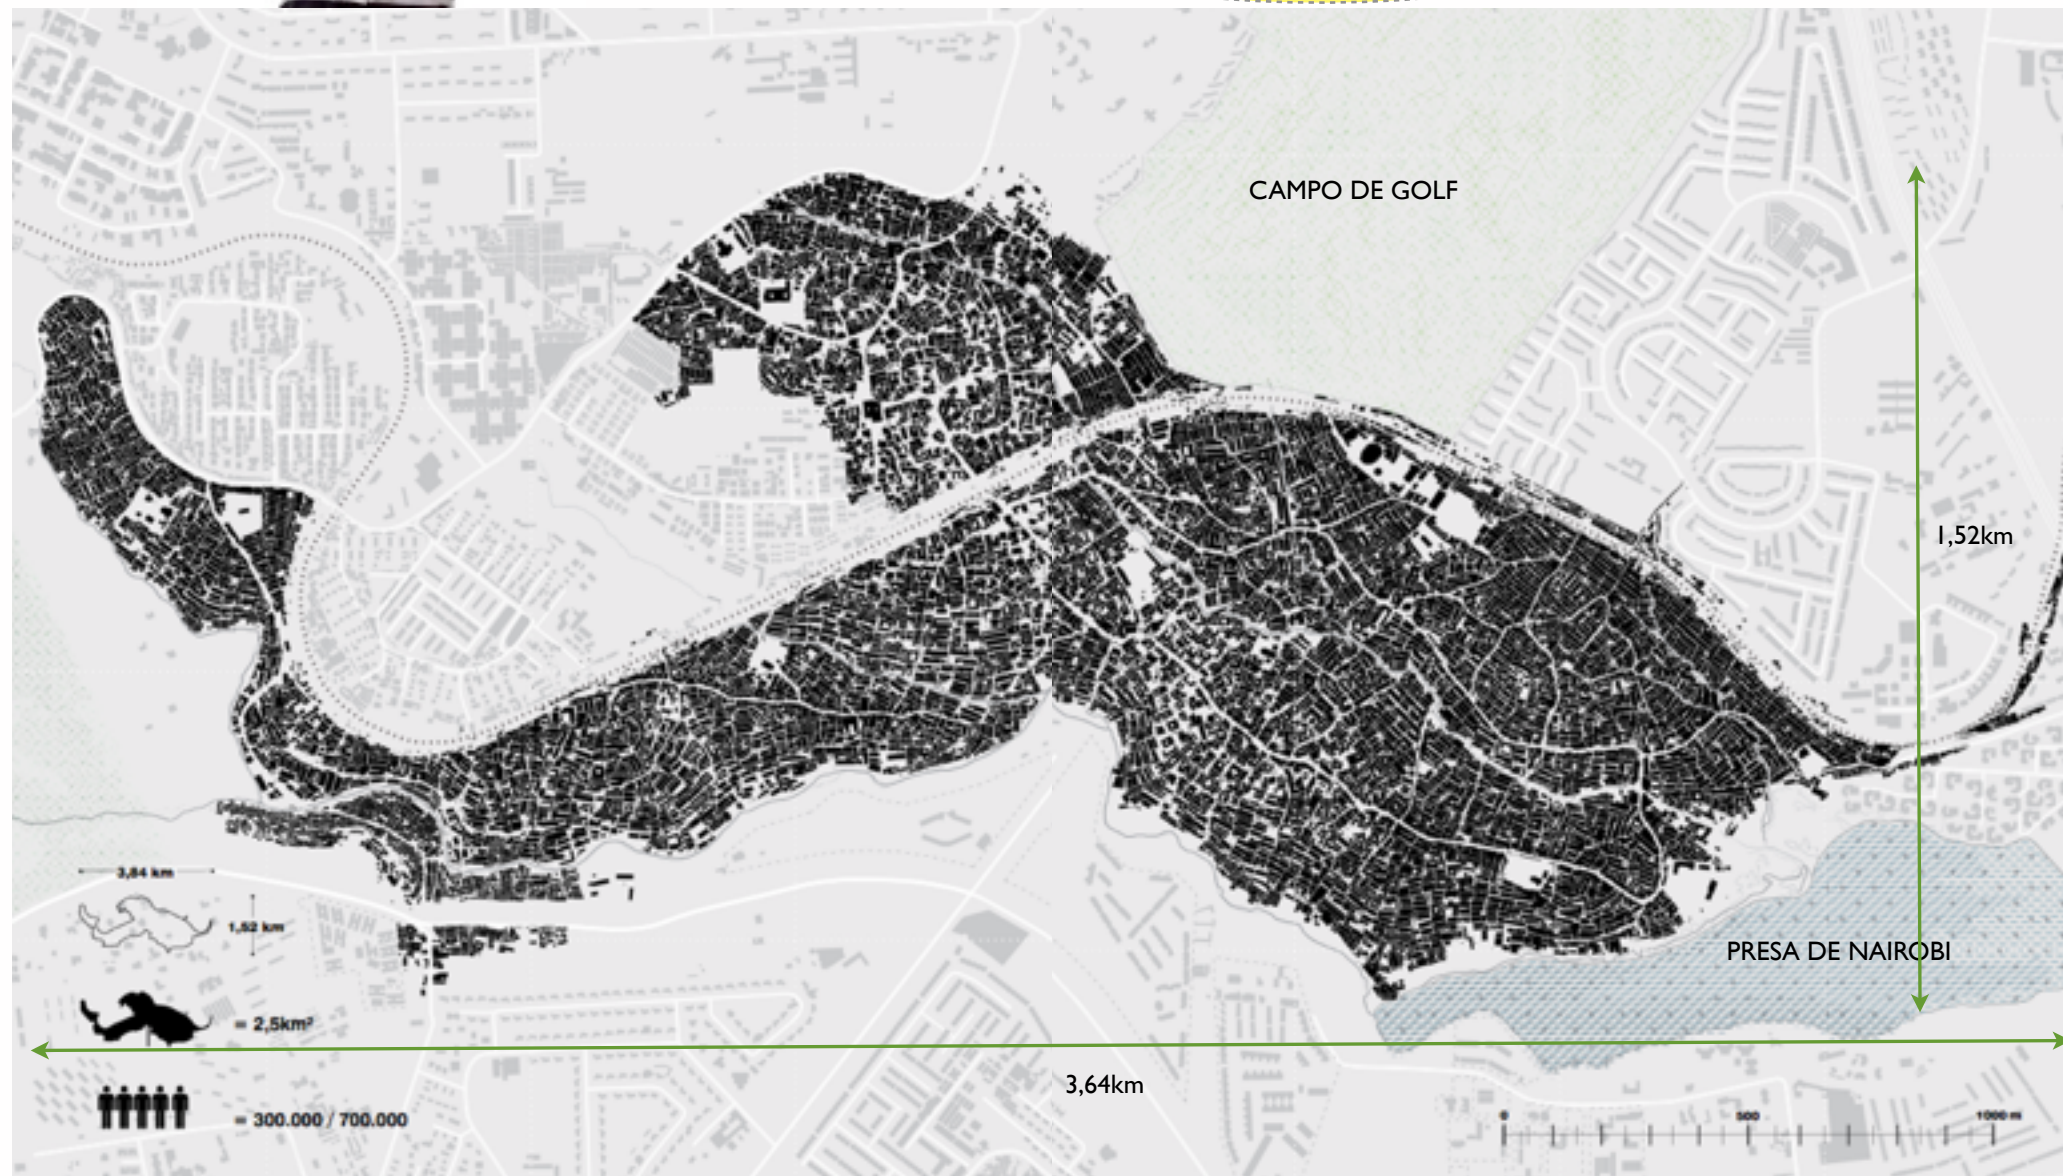 CAMPO DE GOLF
1,52km
3,84 km
1,52 km
PRESA DE NAIROBI
= 2,5km²
3,64km
= 300.000 / 700.000
0 500 1000 m